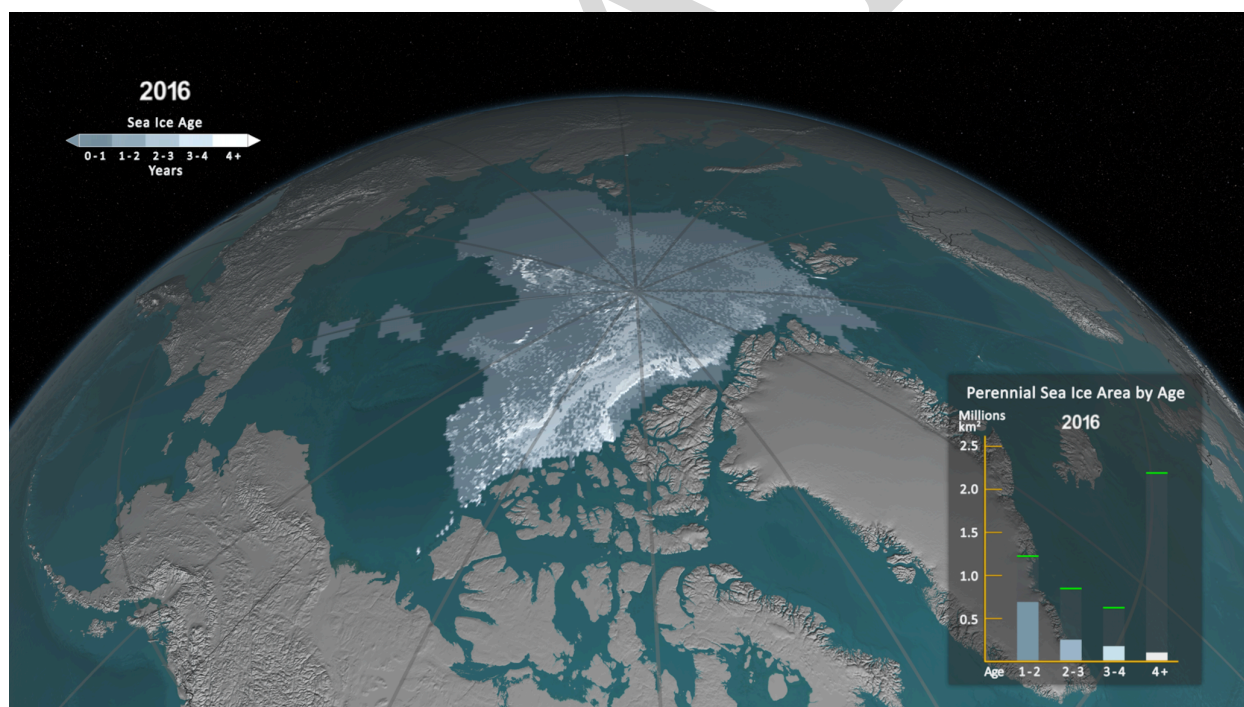 2016
Sea Ice Age
0-1 1-2 2-3 3-4 4+
Years
Perennial Sea Ice Area by Age
Millions
km²
2016
2.5
2.0
1.5
1.0
0.5
Age 1-2 2-3 3-4 4+